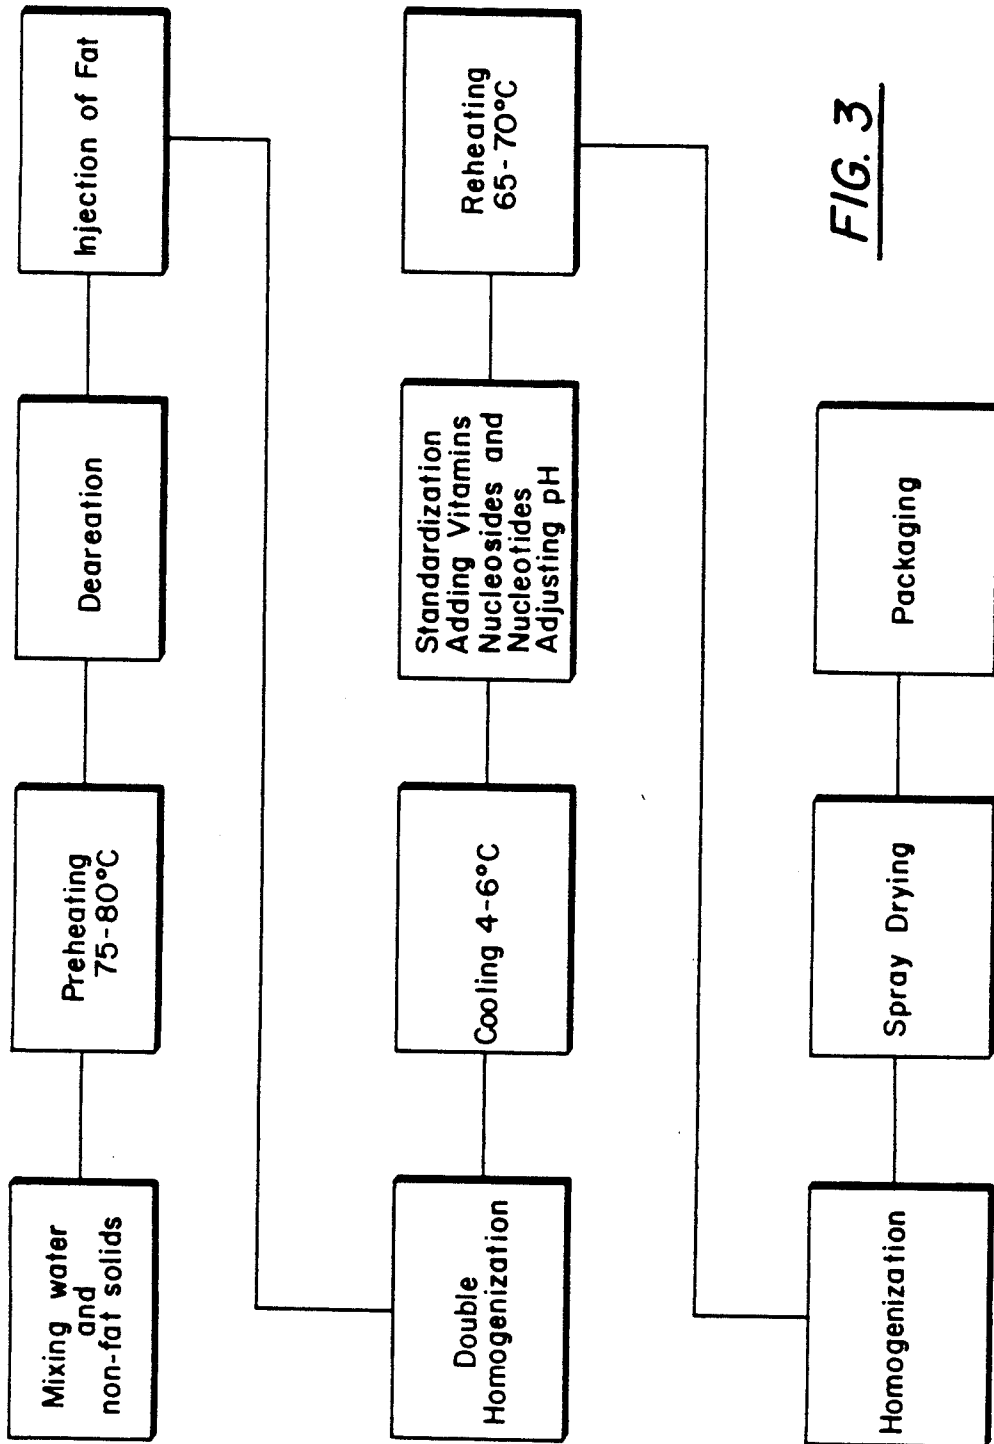 Mixing water
and
non-fat solids
Preheating
75-80°C
Deareation
Injection of Fat
Double
Homogenization
Cooling 4-6°C
Standardization
Adding Vitamins
Nucleosides and
Nucleotides
Adjusting pH
Reheating
65-70°C
Homogenization
Spray Drying
Packaging
FIG. 3